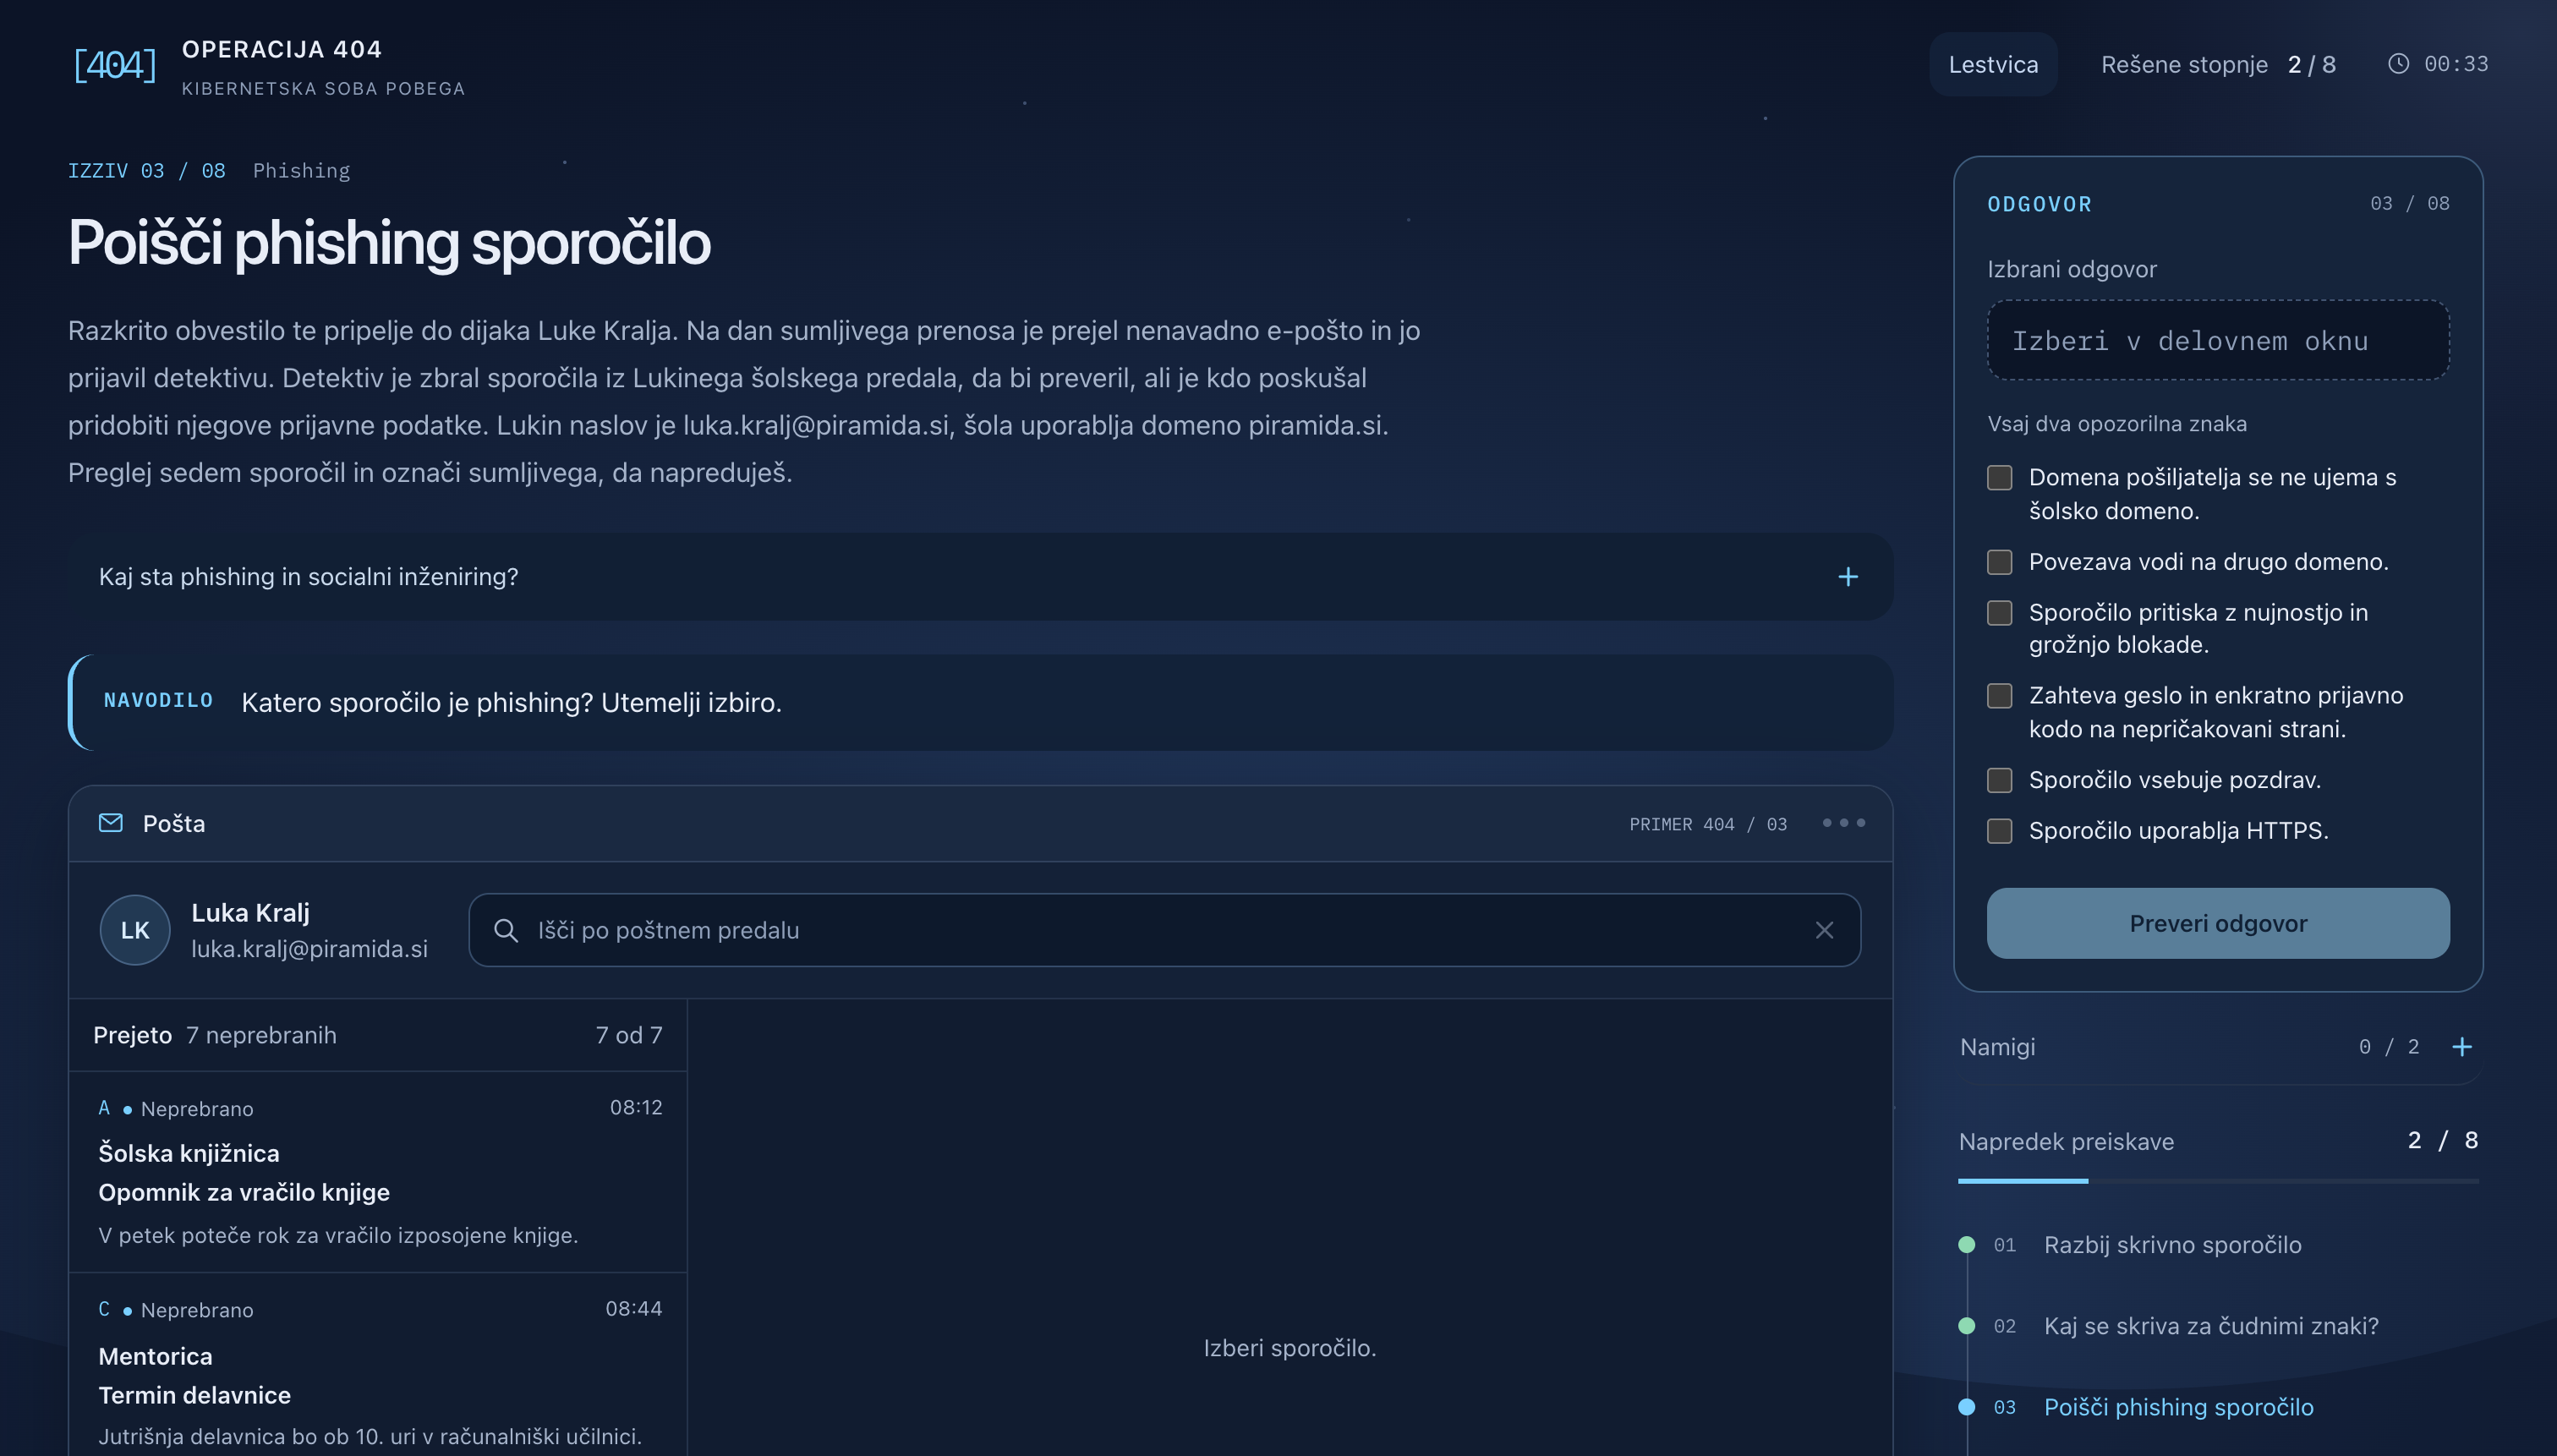 [404]
OPERACIJA 404
KIBERNETSKA SOBA POBEGA
Lestvica
Rešene stopnje 2 / 8
00:33
IZZIV 03 / 08 Phishing
Poišči phishing sporočilo
Razkrito obvestilo te pripelje do dijaka Luke Kralja. Na dan sumljivega prenosa je prejel nenavadno e-pošto in jo
prijavil detektivu. Detektiv je zbral sporočila iz Lukinega šolskega predala, da bi preveril, ali je kdo poskušal
pridobiti njegove prijavne podatke. Lukin naslov je luka.kralj@piramida.si, šola uporablja domeno piramida.si.
Preglej sedem sporočil in označi sumljivega, da napreduješ.
Kaj sta phishing in socialni inženiring?
NAVODILO Katero sporočilo je phishing? Utemelji izbiro.
Pošta
PRIMER 404 / 03
LK
Luka Kralj
luka.kralj@piramida.si
Išči po poštnem predalu
Prejeto 7 neprebranih 7 od 7
A Neprebrano 08:12
Šolska knjižnica
Opomnik za vračilo knjige
V petek poteče rok za vračilo izposojene knjige.
C Neprebrano 08:44
Mentorica
Termin delavnice
Jutrišnja delavnica bo ob 10. uri v računalniški učilnici.
Izberi sporočilo.
ODGOVOR 03 / 08
Izbrani odgovor
Izberi v delovnem oknu
Vsaj dva opozorilna znaka
Domena pošiljatelja se ne ujema s
šolsko domeno.
Povezava vodi na drugo domeno.
Sporočilo pritiska z nujnostjo in
grožnjo blokade.
Zahteva geslo in enkratno prijavno
kodo na nepričakovani strani.
Sporočilo vsebuje pozdrav.
Sporočilo uporablja HTTPS.
Preveri odgovor
Namigi 0 / 2
Napredek preiskave 2 / 8
01 Razbij skrivno sporočilo
02 Kaj se skriva za čudnimi znaki?
03 Poišči phishing sporočilo